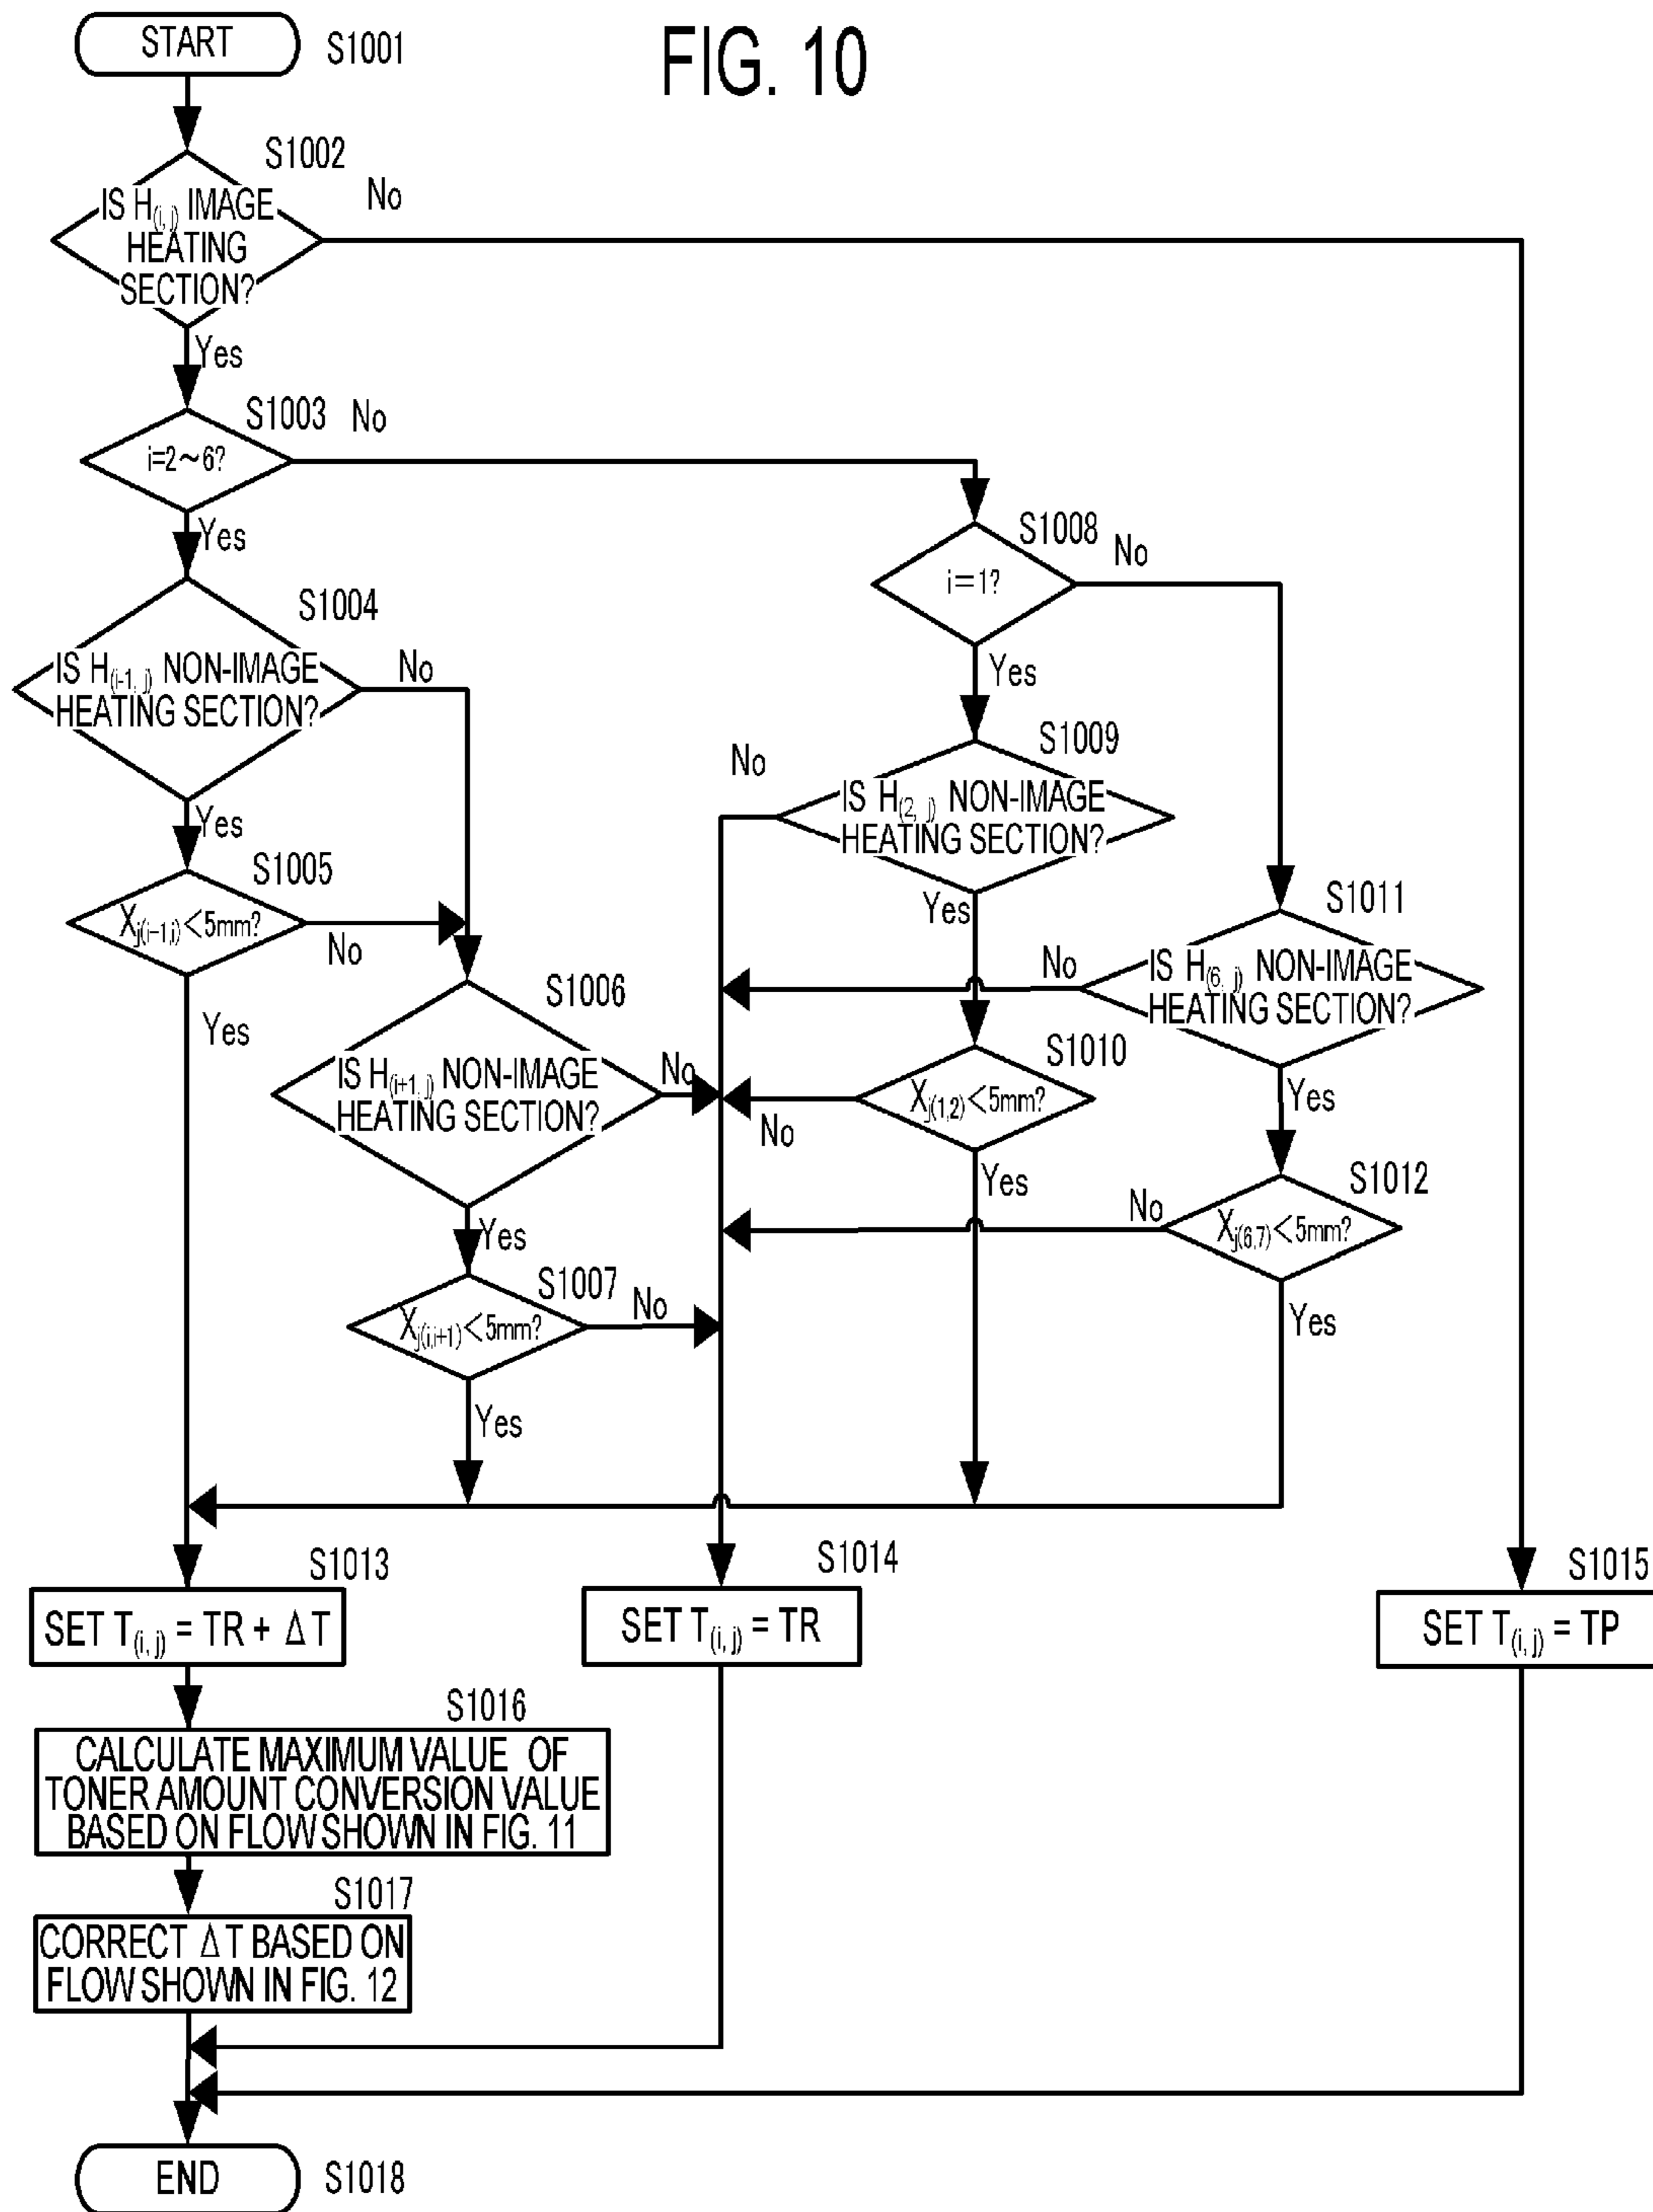 FIG. 10
START
S1001
S1002
IS H(i, j) IMAGE
HEATING
SECTION?
No
Yes
S1003
No
i=2~6?
Yes
S1004
IS H(i-1, j) NON-IMAGE
HEATING SECTION?
No
Yes
S1005
Xj(i-1,i)<5mm?
No
Yes
S1006
IS H(i+1, j) NON-IMAGE
HEATING SECTION?
No
Yes
S1007
Xj(i,i+1)<5mm?
No
Yes
S1008
i=1?
No
Yes
S1009
IS H(2, j) NON-IMAGE
HEATING SECTION?
No
Yes
S1010
Xj(1,2)<5mm?
No
Yes
S1011
IS H(6, j) NON-IMAGE
HEATING SECTION?
No
Yes
S1012
Xj(6,7)<5mm?
No
Yes
S1013
SET T(i, j) = TR + ΔT
S1014
SET T(i, j) = TR
S1015
SET T(i, j) = TP
S1016
CALCULATE MAXIMUM VALUE OF
TONER AMOUNT CONVERSION VALUE
BASED ON FLOW SHOWN IN FIG. 11
S1017
CORRECT ΔT BASED ON
FLOW SHOWN IN FIG. 12
END
S1018